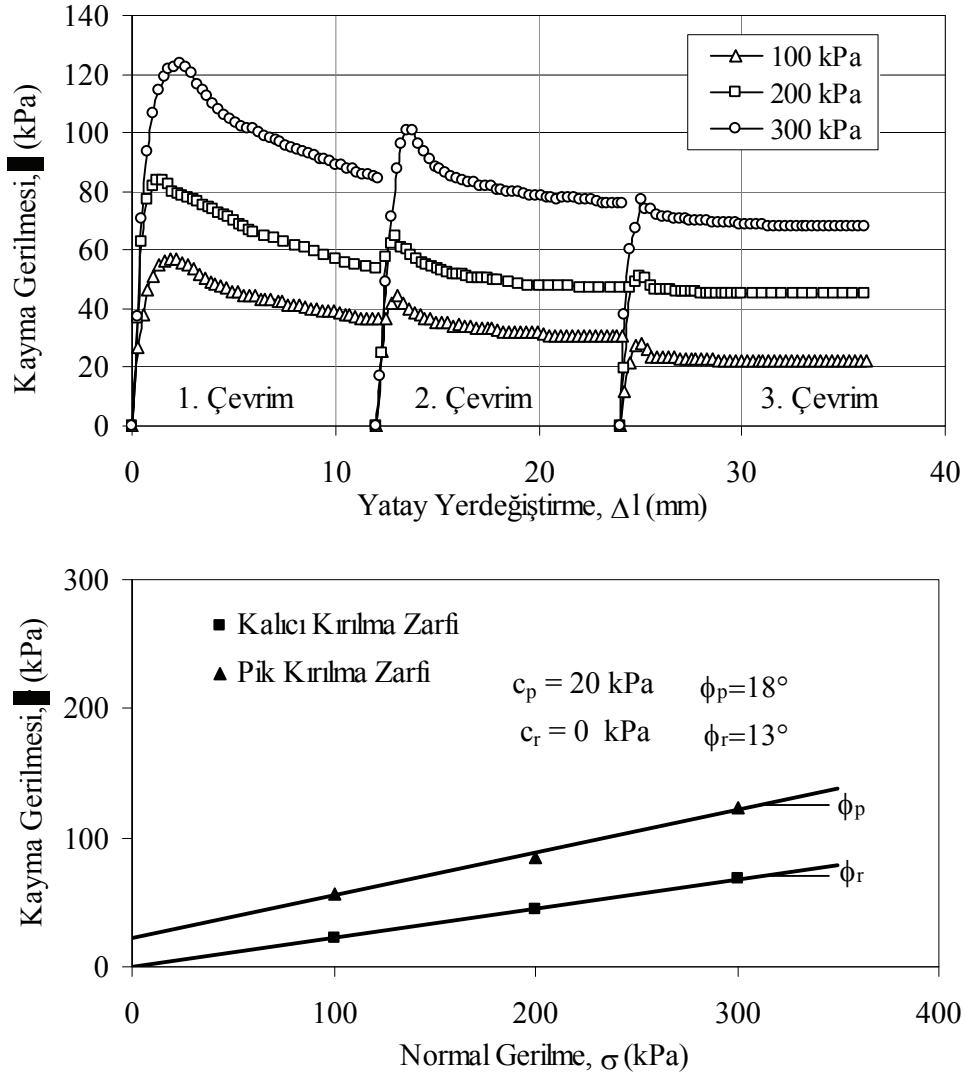 140
120
100
80
60
40
20
0
Kayma Gerilmesi, (kPa)
100 kPa
200 kPa
300 kPa
1. Çevrim
2. Çevrim
3. Çevrim
0 10 20 30 40
Yatay Yerdeğiştirme, Δl (mm)
300
200
100
0
Kayma Gerilmesi, (kPa)
Kalıcı Kırılma Zarfi
Pik Kırılma Zarfi
cp = 20 kPa ϕp=18°
cr = 0 kPa ϕr=13°
ϕp
ϕr
0 100 200 300 400
Normal Gerilme, σ (kPa)